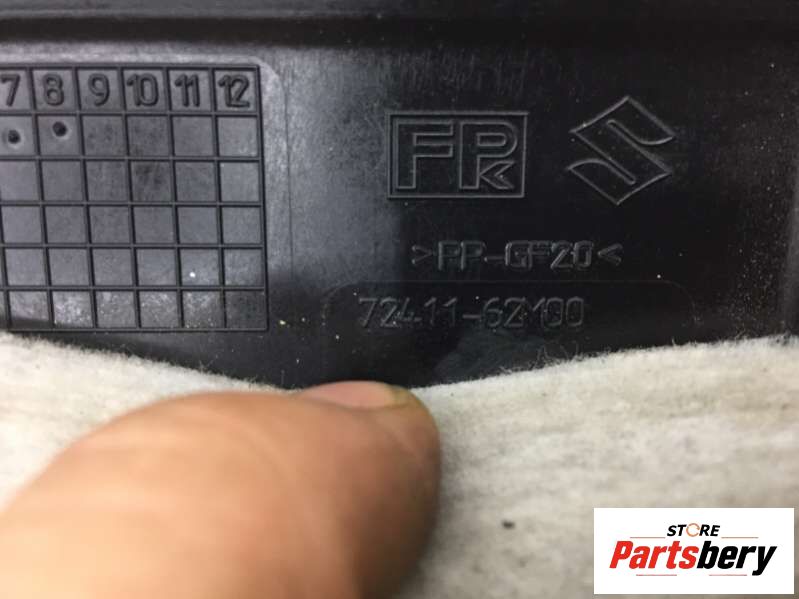 7 8 9 10 11 12
FPK
>PP-GF20<
72411-62M00
STORE
Partsbery